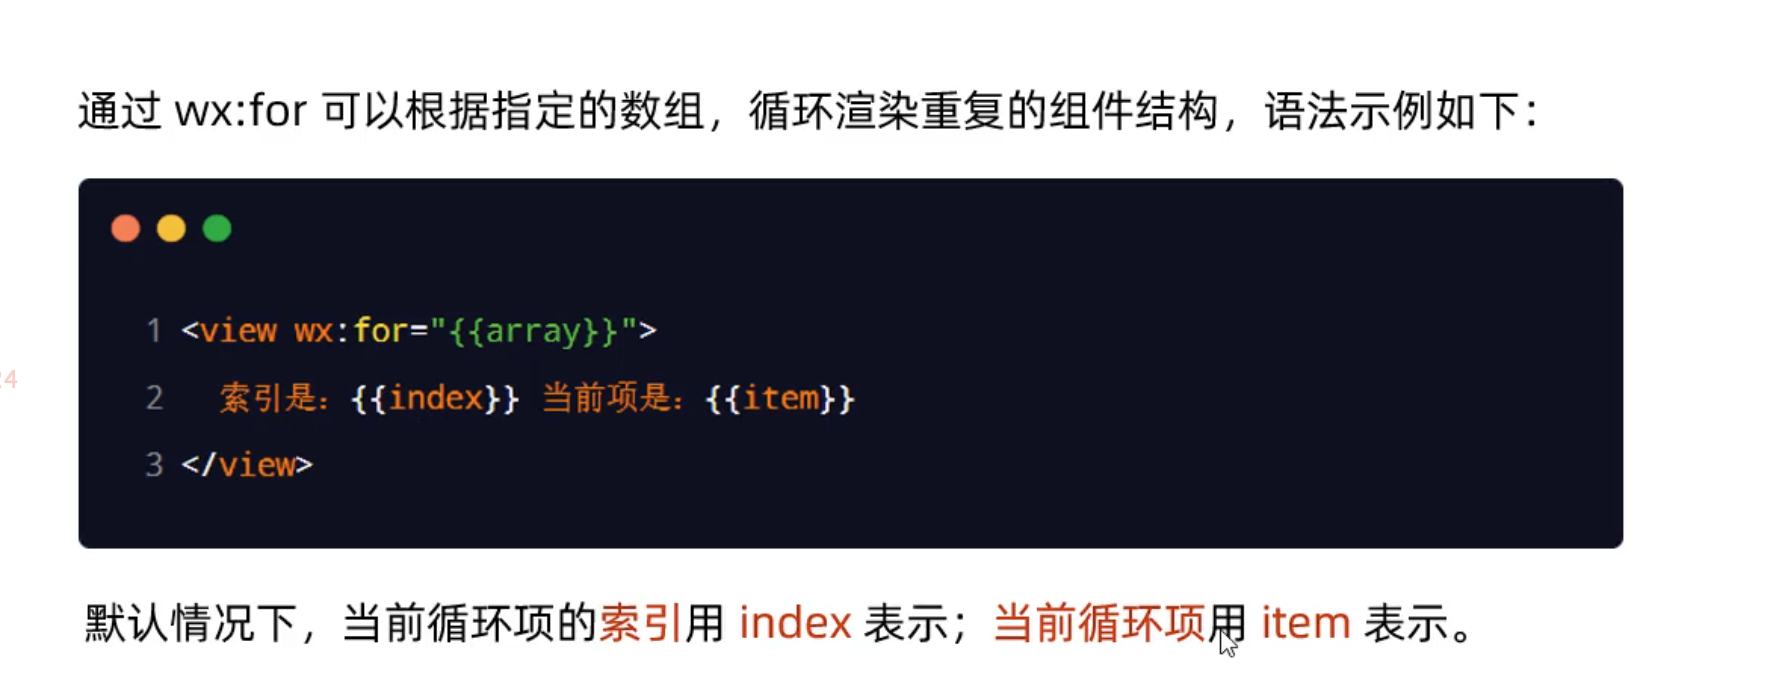 通过 wx:for 可以根据指定的数组，循环渲染重复的组件结构，语法示例如下：
1 <view wx:for="{{array}}">
24
2   索引是：{{index}} 当前项是：{{item}}
3 </view>
默认情况下，当前循环项的索引用 index 表示；当前循环项用 item 表示。